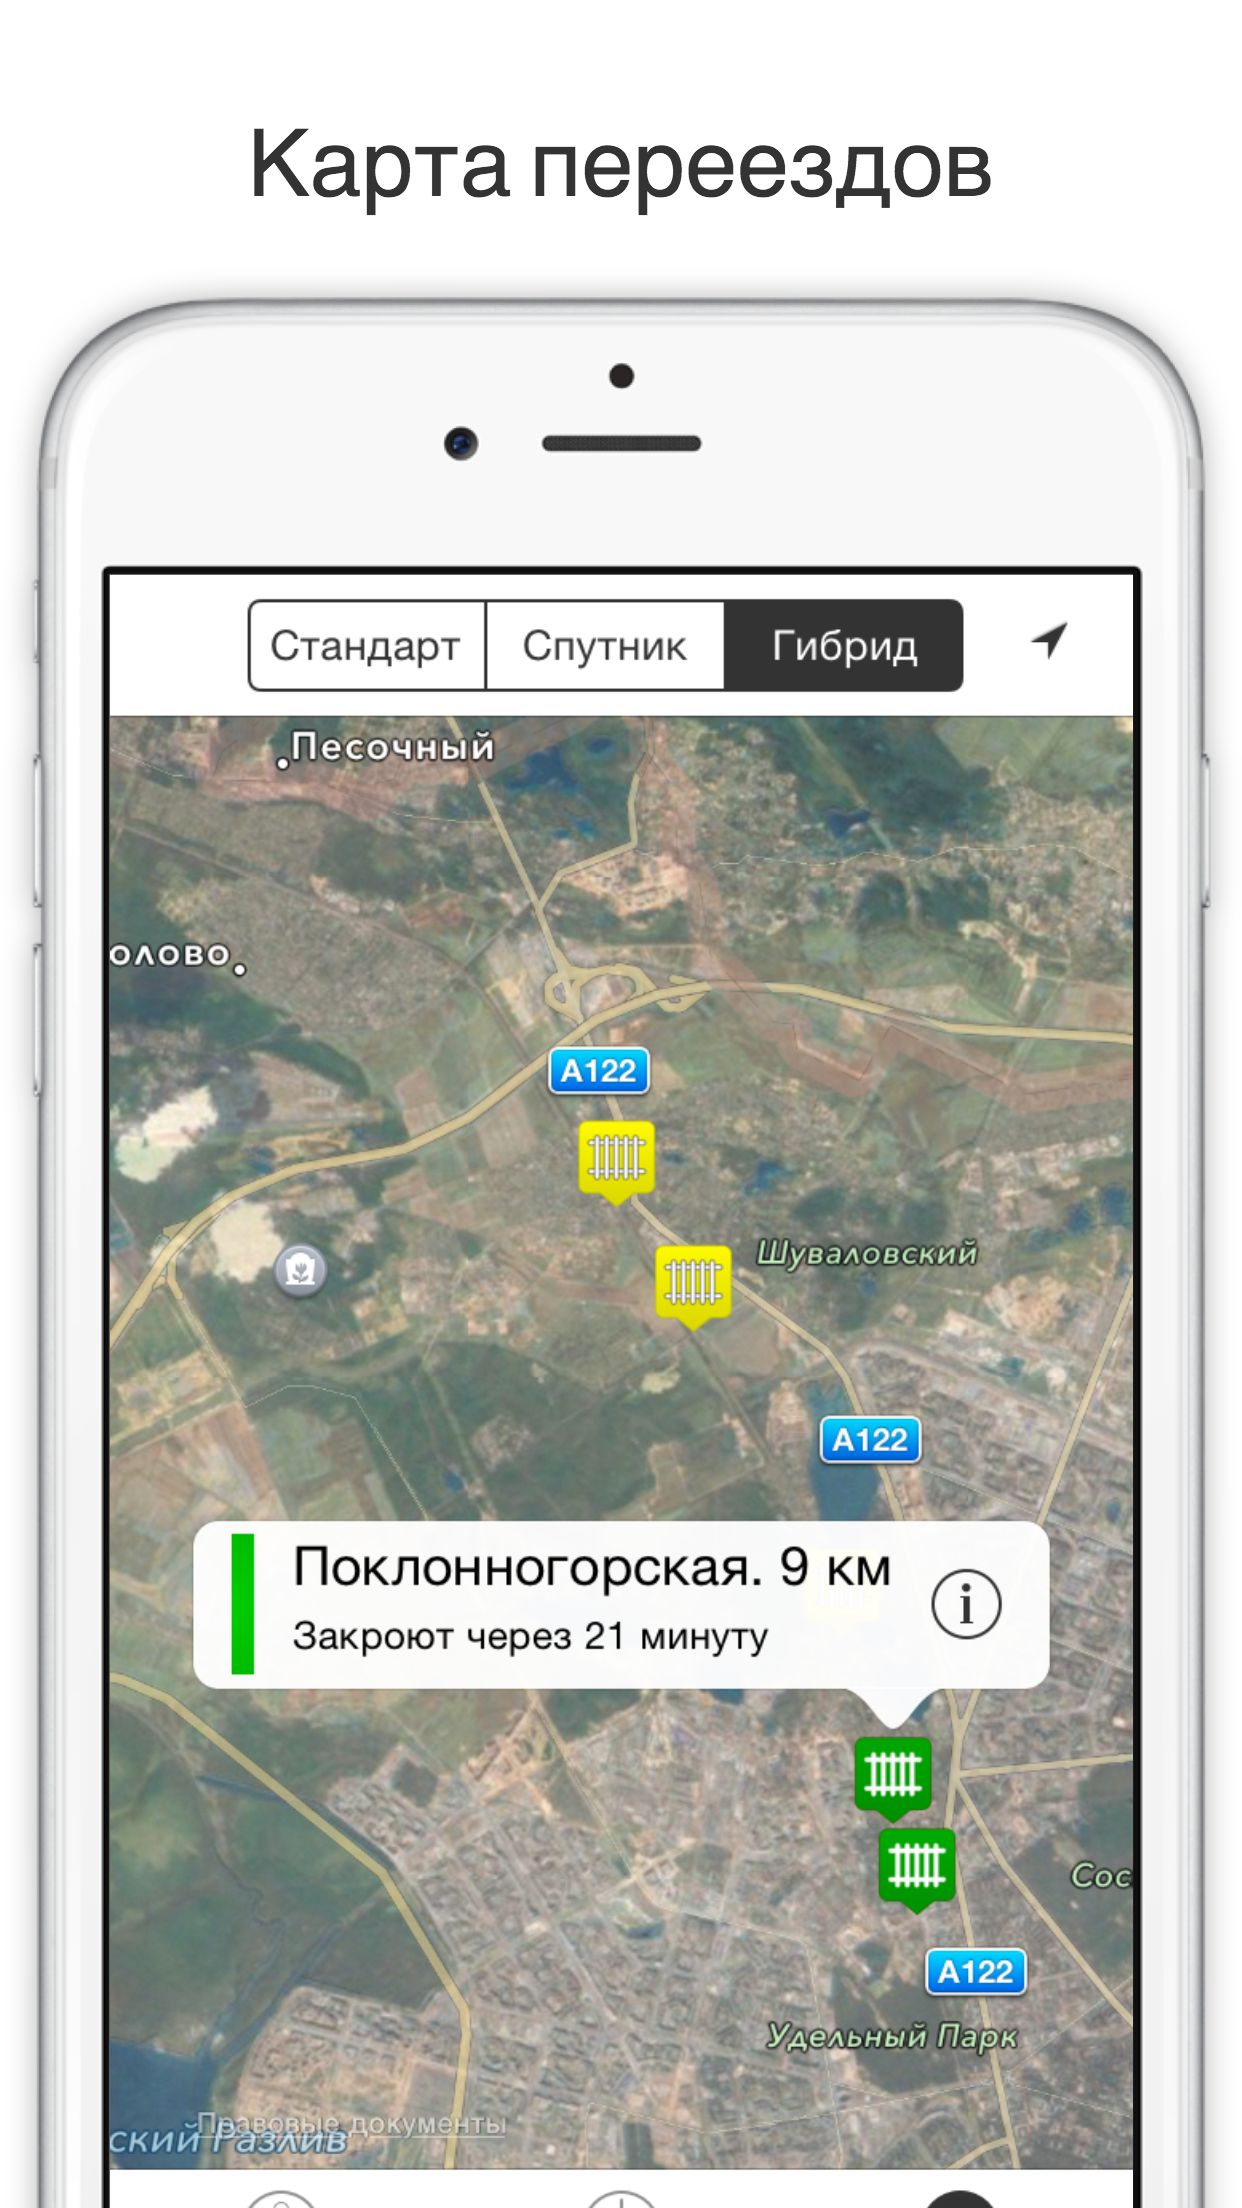 Карта переездов
Стандарт
Спутник
Гибрид
Песочный
олово
A122
Шуваловский
A122
Поклонногорская. 9 км
Закроют через 21 минуту
i
Сос
A122
Удельный Парк
Правовые документы
ский Разлив